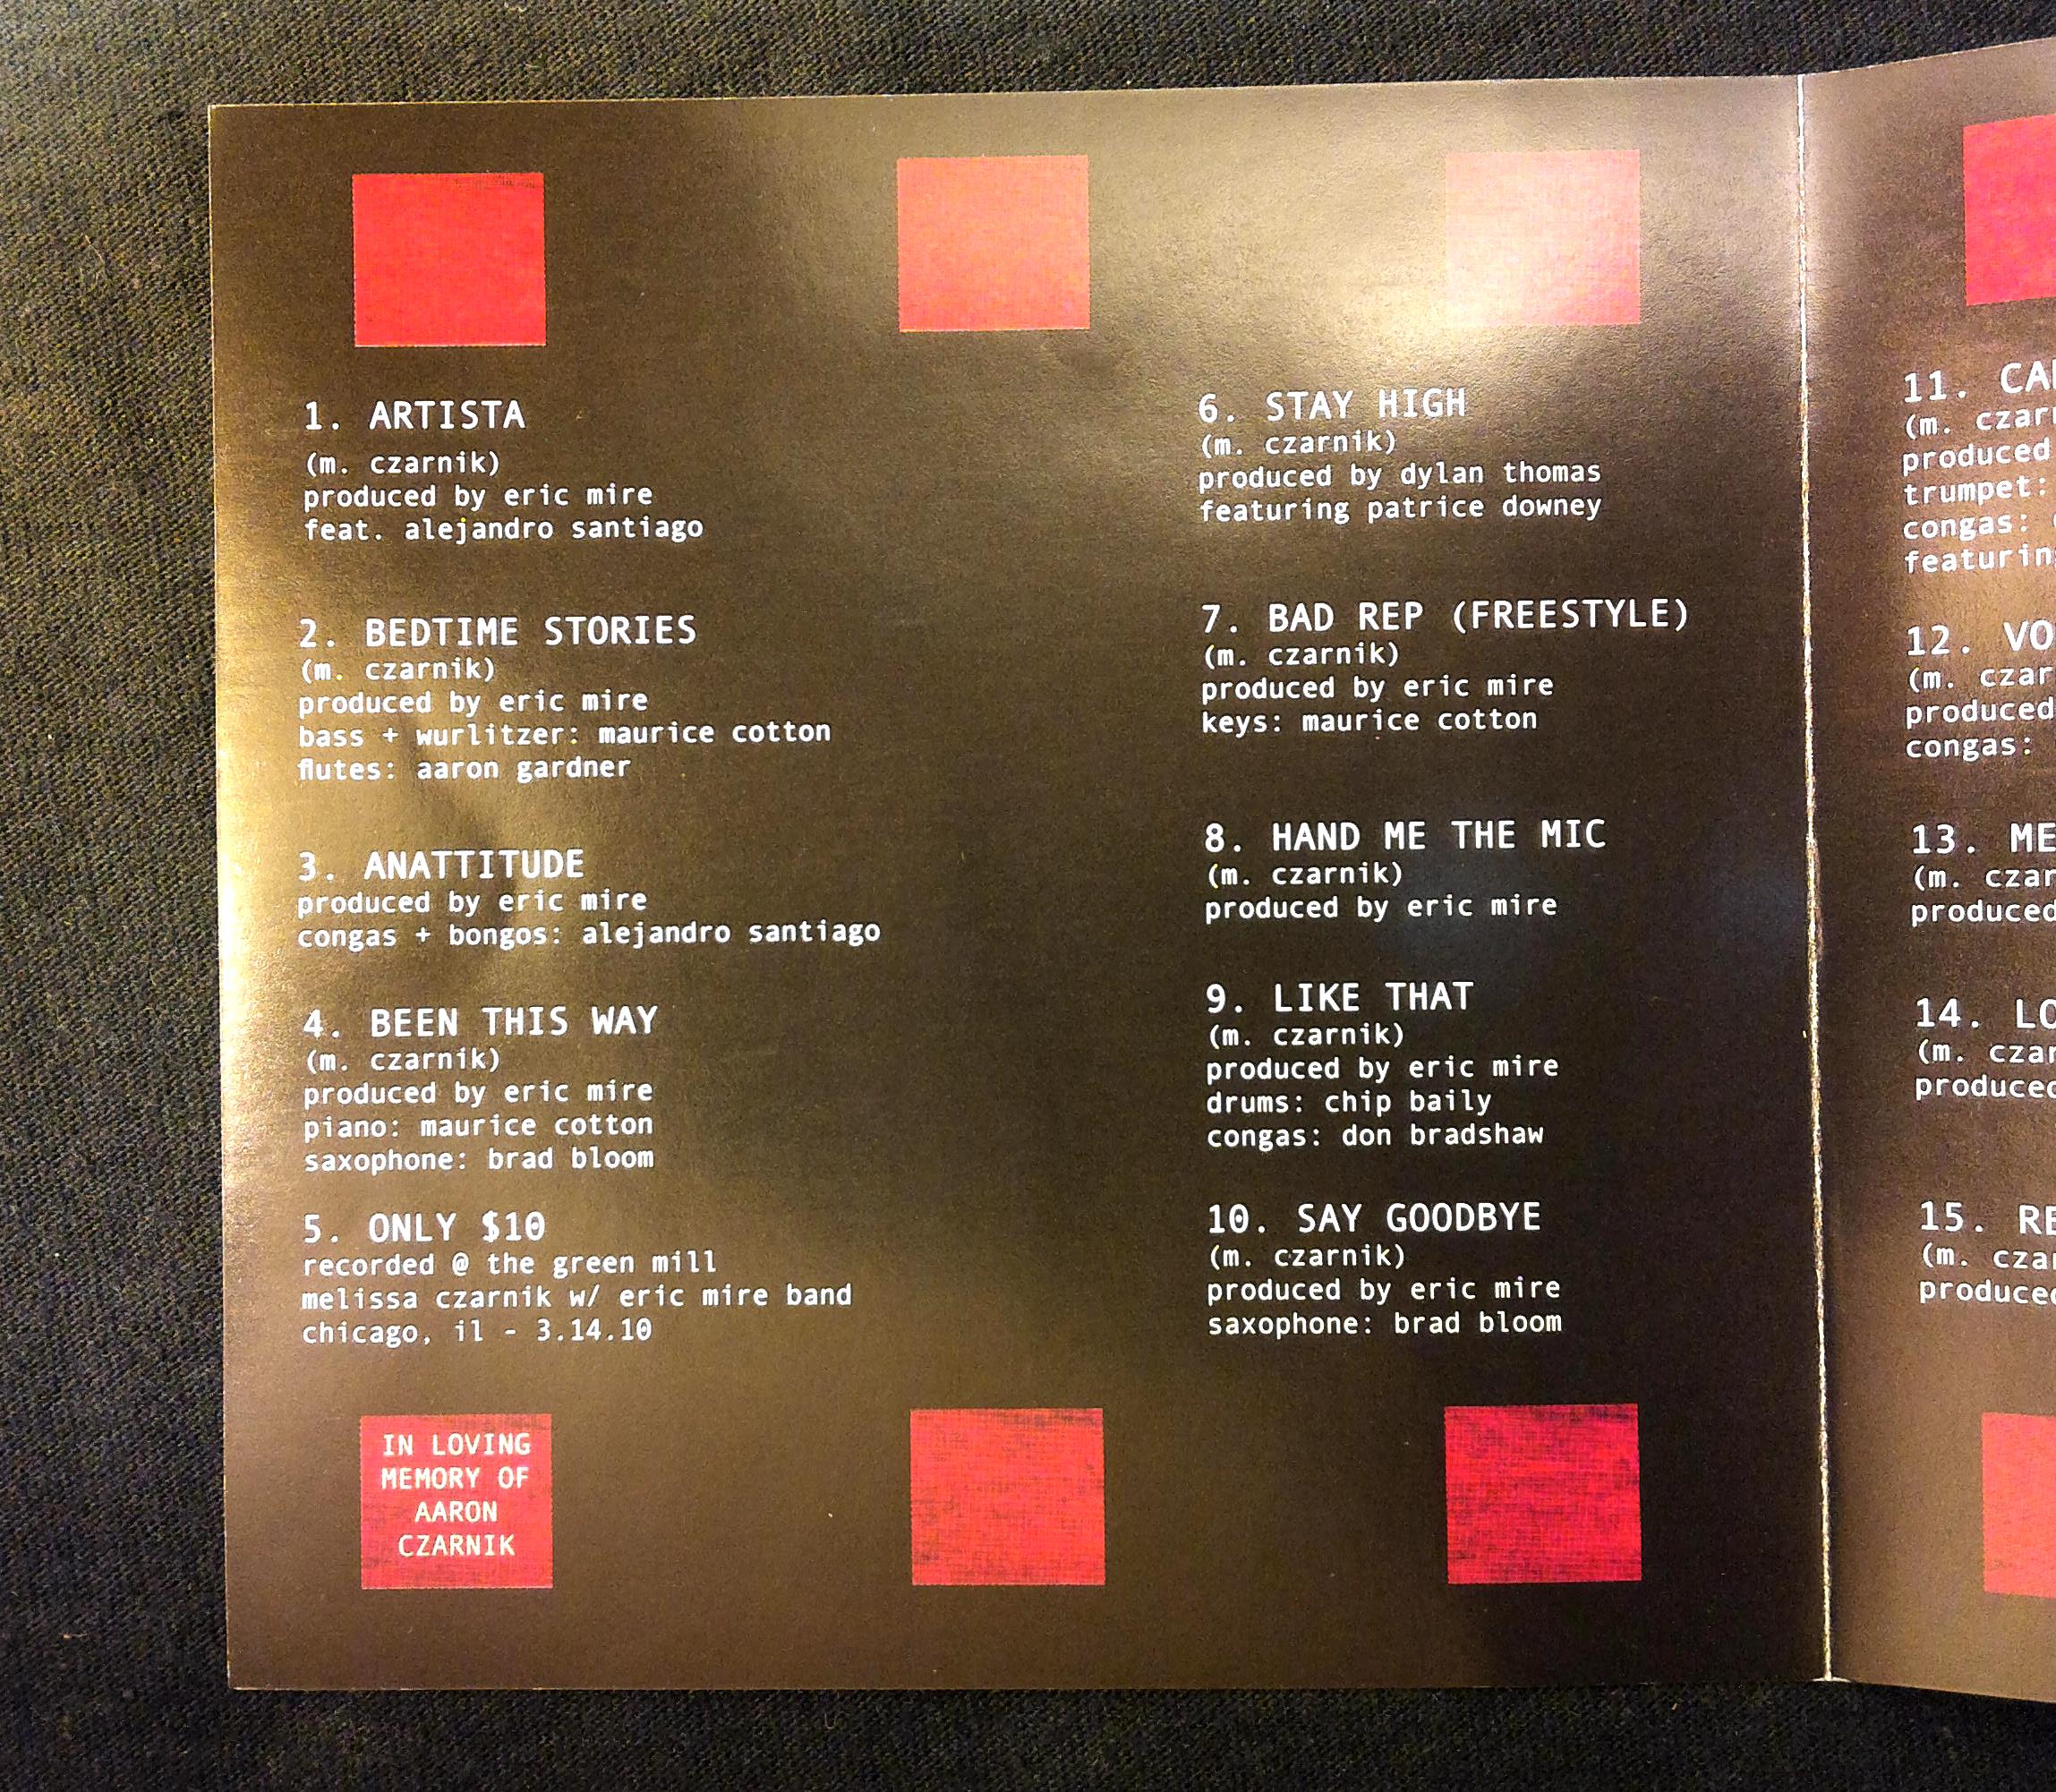 1. ARTISTA
(m. czarnik)
produced by eric mire
feat. alejandro santiago
2. BEDTIME STORIES
(m. czarnik)
produced by eric mire
bass + wurlitzer: maurice cotton
flutes: aaron gardner
3. ANATTITUDE
produced by eric mire
congas + bongos: alejandro santiago
4. BEEN THIS WAY
(m. czarnik)
produced by eric mire
piano: maurice cotton
saxophone: brad bloom
5. ONLY $10
recorded @ the green mill
melissa czarnik w/ eric mire band
chicago, il - 3.14.10
IN LOVING
MEMORY OF
AARON
CZARNIK
6. STAY HIGH
(m. czarnik)
produced by dylan thomas
featuring patrice downey
7. BAD REP (FREESTYLE)
(m. czarnik)
produced by eric mire
keys: maurice cotton
8. HAND ME THE MIC
(m. czarnik)
produced by eric mire
9. LIKE THAT
(m. czarnik)
produced by eric mire
drums: chip baily
congas: don bradshaw
10. SAY GOODBYE
(m. czarnik)
produced by eric mire
saxophone: brad bloom
11.
(m.
produced
trumpet:
congas:
12.
(m.
produced
congas:
13.
(m.
produced
14.
(m.
15.
(m.